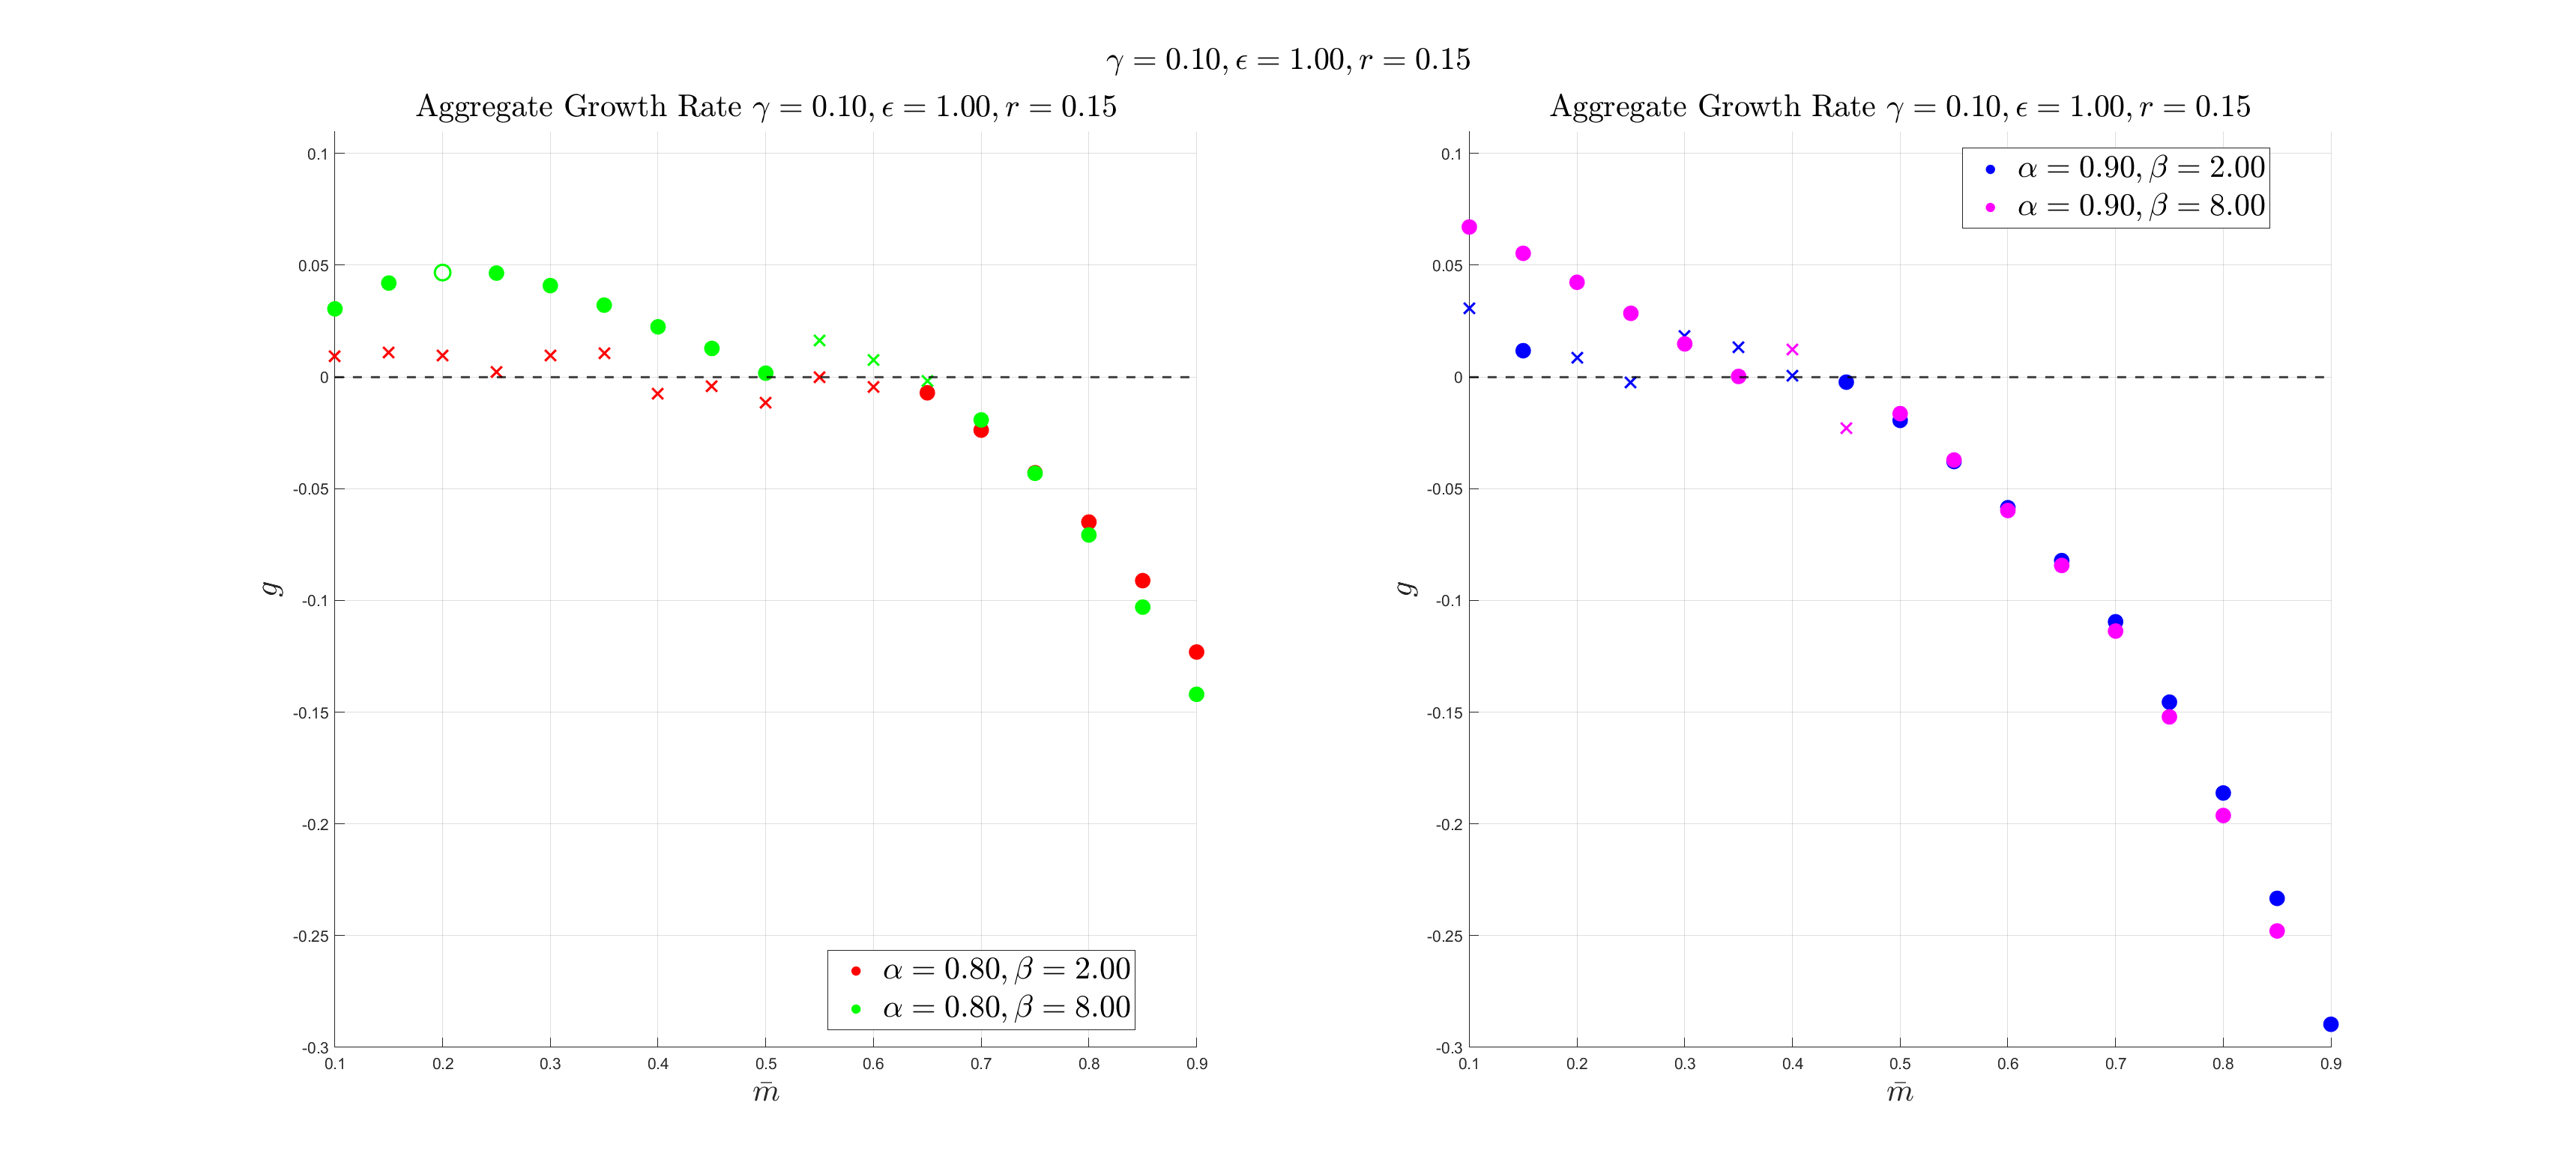 γ = 0.10, ϵ = 1.00, r = 0.15
Aggregate Growth Rate γ = 0.10, ϵ = 1.00, r = 0.15
0.1
0.05
0
-0.05
-0.1
-0.15
-0.2
-0.25
-0.3
g
α = 0.80, β = 2.00
α = 0.80, β = 8.00
0.1 0.2 0.3 0.4 0.5 0.6 0.7 0.8 0.9
m̄
Aggregate Growth Rate γ = 0.10, ϵ = 1.00, r = 0.15
α = 0.90, β = 2.00
α = 0.90, β = 8.00
0.1
0.05
0
-0.05
-0.1
-0.15
-0.2
-0.25
-0.3
g
0.1 0.2 0.3 0.4 0.5 0.6 0.7 0.8 0.9
m̄